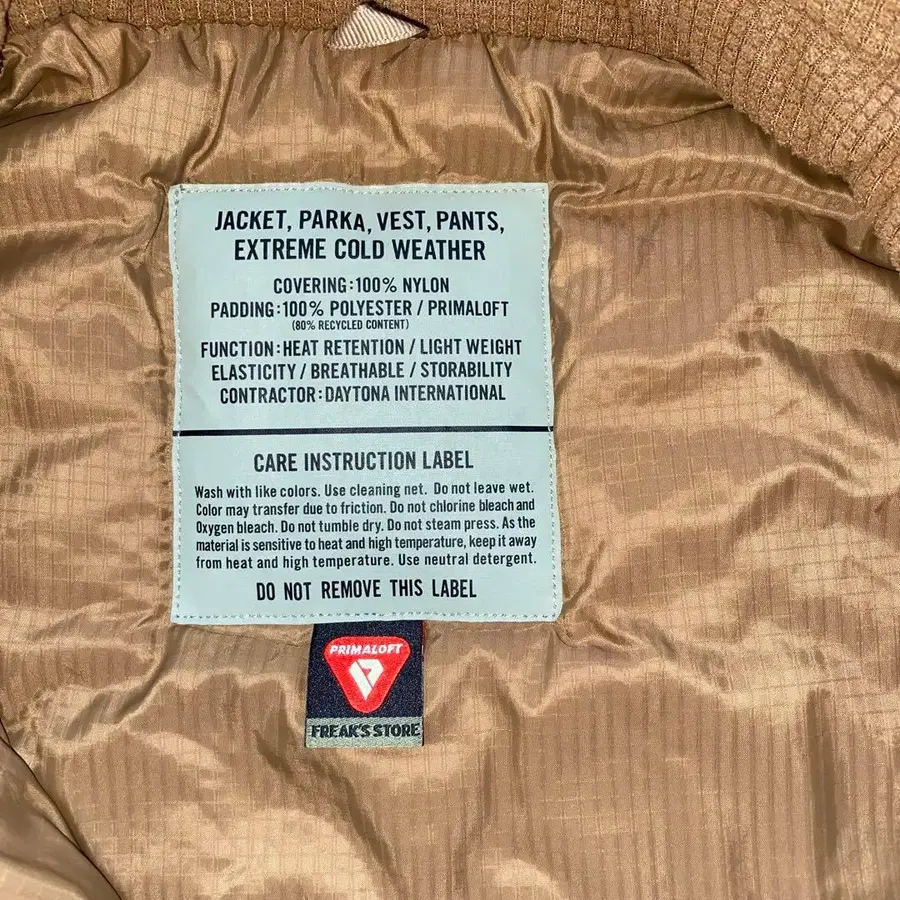 JACKET, PARKA, VEST, PANTS,
EXTREME COLD WEATHER
COVERING:100% NYLON
PADDING:100% POLYESTER / PRIMALOFT
(80% RECYCLED CONTENT)
FUNCTION:HEAT RETENTION / LIGHT WEIGHT
ELASTICITY / BREATHABLE / STORABILITY
CONTRACTOR:DAYTONA INTERNATIONAL
CARE INSTRUCTION LABEL
Wash with like colors. Use cleaning net. Do not leave wet.
Color may transfer due to friction. Do not chlorine bleach and
Oxygen bleach. Do not tumble dry. Do not steam press. As the
material is sensitive to heat and high temperature, keep it away
from heat and high temperature. Use neutral detergent.
DO NOT REMOVE THIS LABEL
PRIMALOFT
FREAK'S STORE